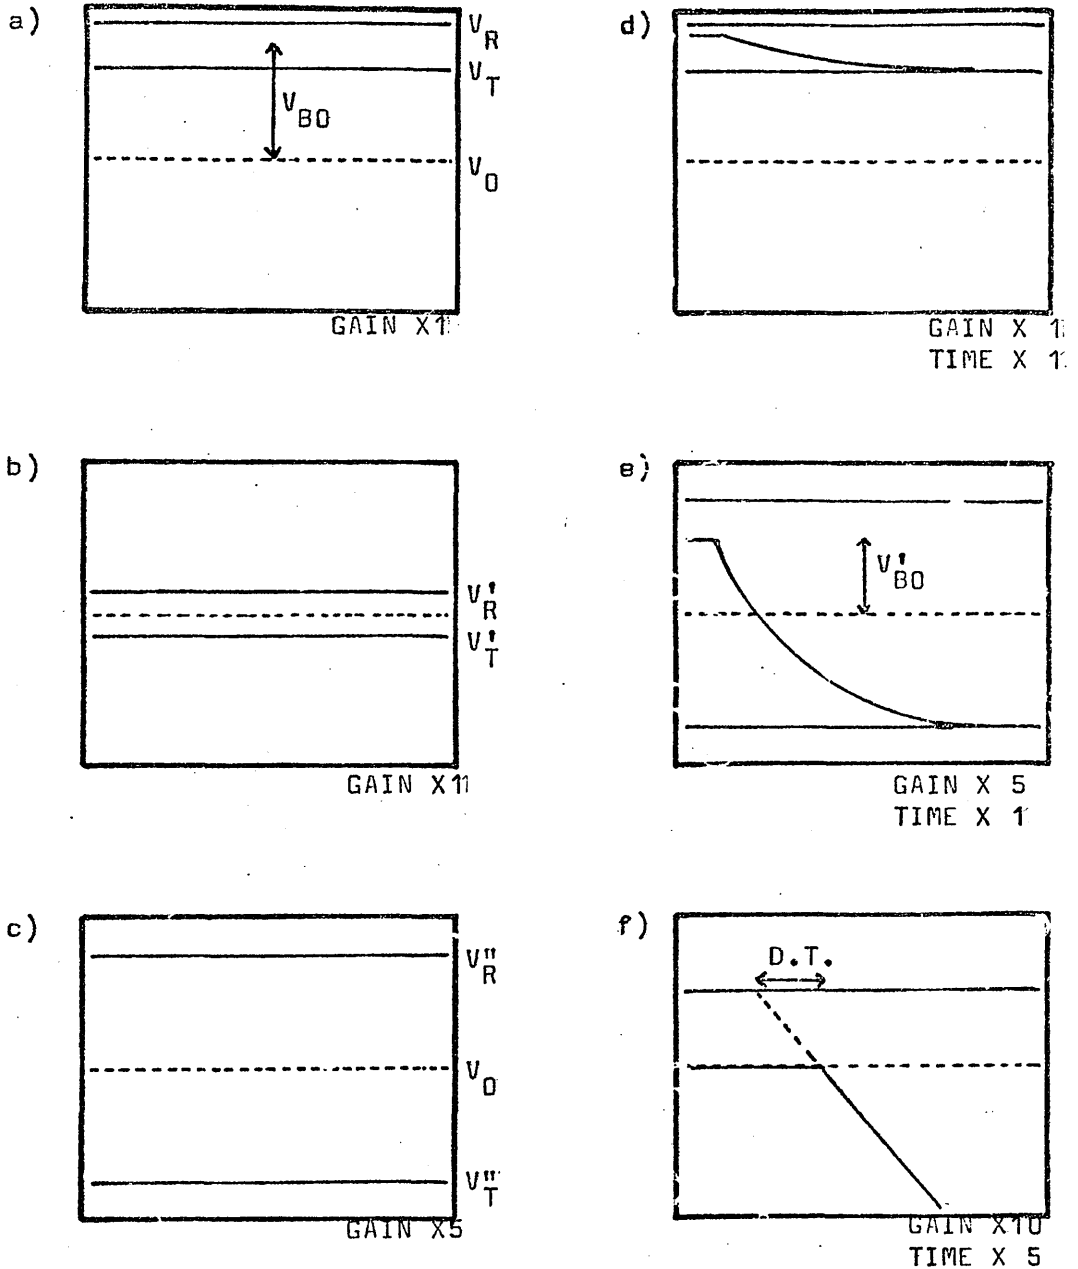 a)
V_R
V_T
V_BO
V_O
GAIN X1
b)
V'_R
V'_T
GAIN X1
c)
V"_R
V_O
V"_T
GAIN X5
d)
GAIN X 1
TIME X 1
e)
V'_BO
GAIN X 5
TIME X 1
f)
D.T.
GAIN X10
TIME X 5